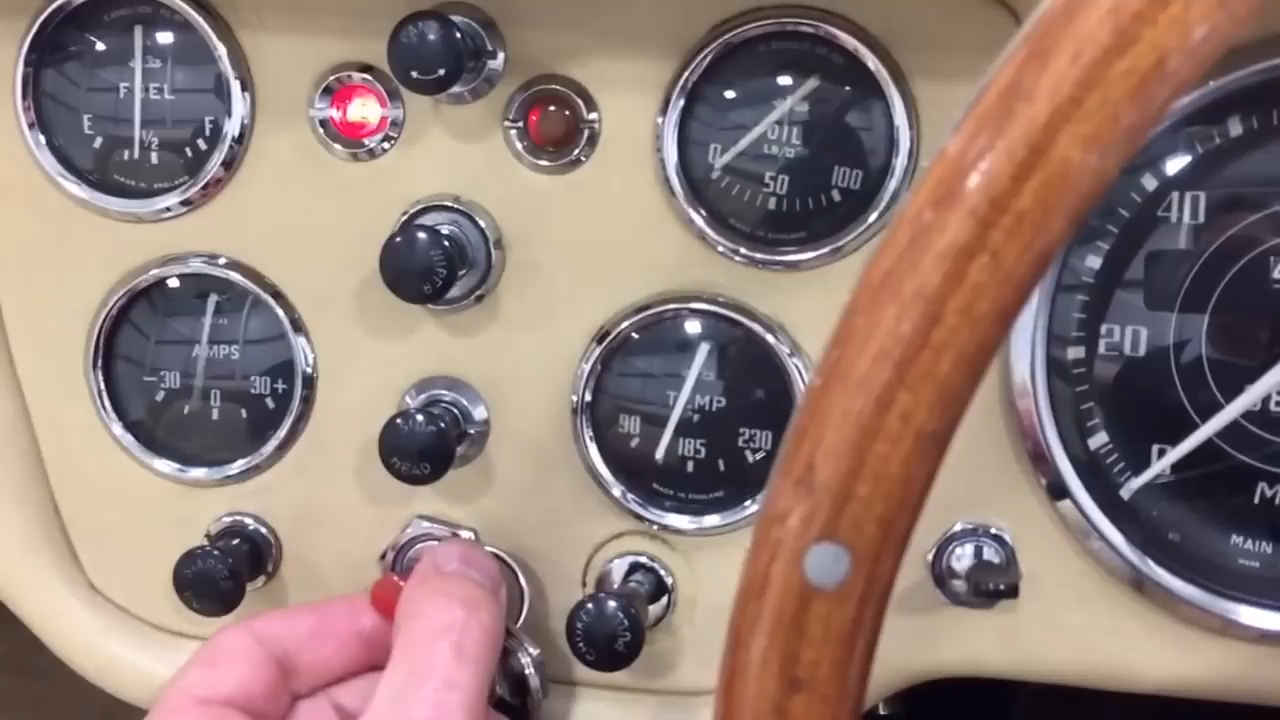 FUEL
E
1/2
F
MADE IN ENGLAND
OIL
LB/□"
0
50
100
AMPS
-30
0
30+
WIPER
HEAD
TEMP
°F
90
185
230
MADE IN ENGLAND
CHOKE
PULL
40
20
0
M
MAIN